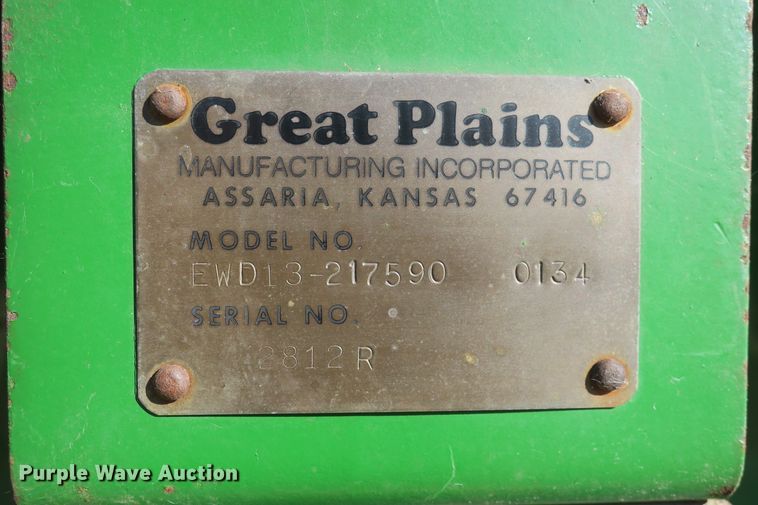 Great Plains
MANUFACTURING INCORPORATED
ASSARIA, KANSAS 67416
MODEL NO.
EWD13-217590 0134
SERIAL NO.
2812R
Purple Wave Auction